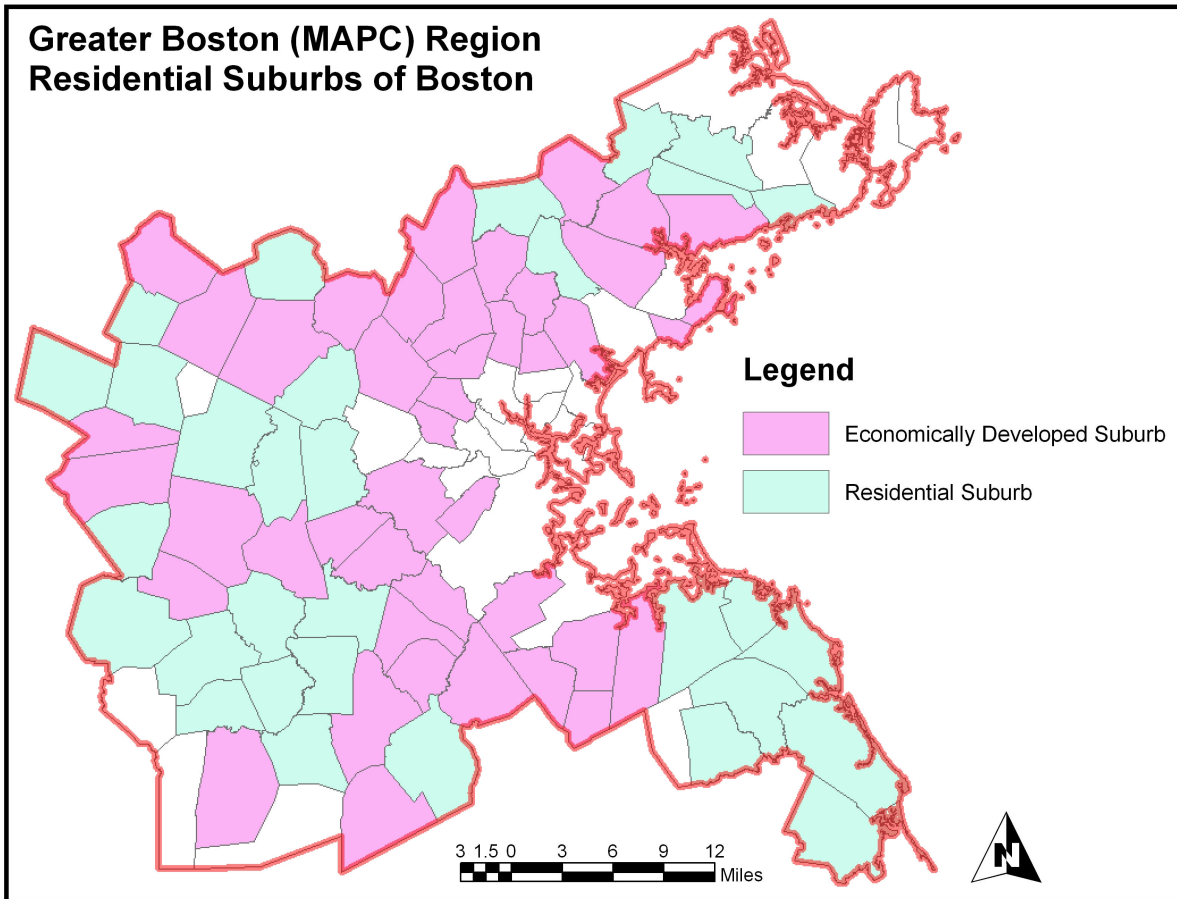 Greater Boston (MAPC) Region
Residential Suburbs of Boston
Legend
Economically Developed Suburb
Residential Suburb
3 1.5 0 3 6 9 12
Miles
N